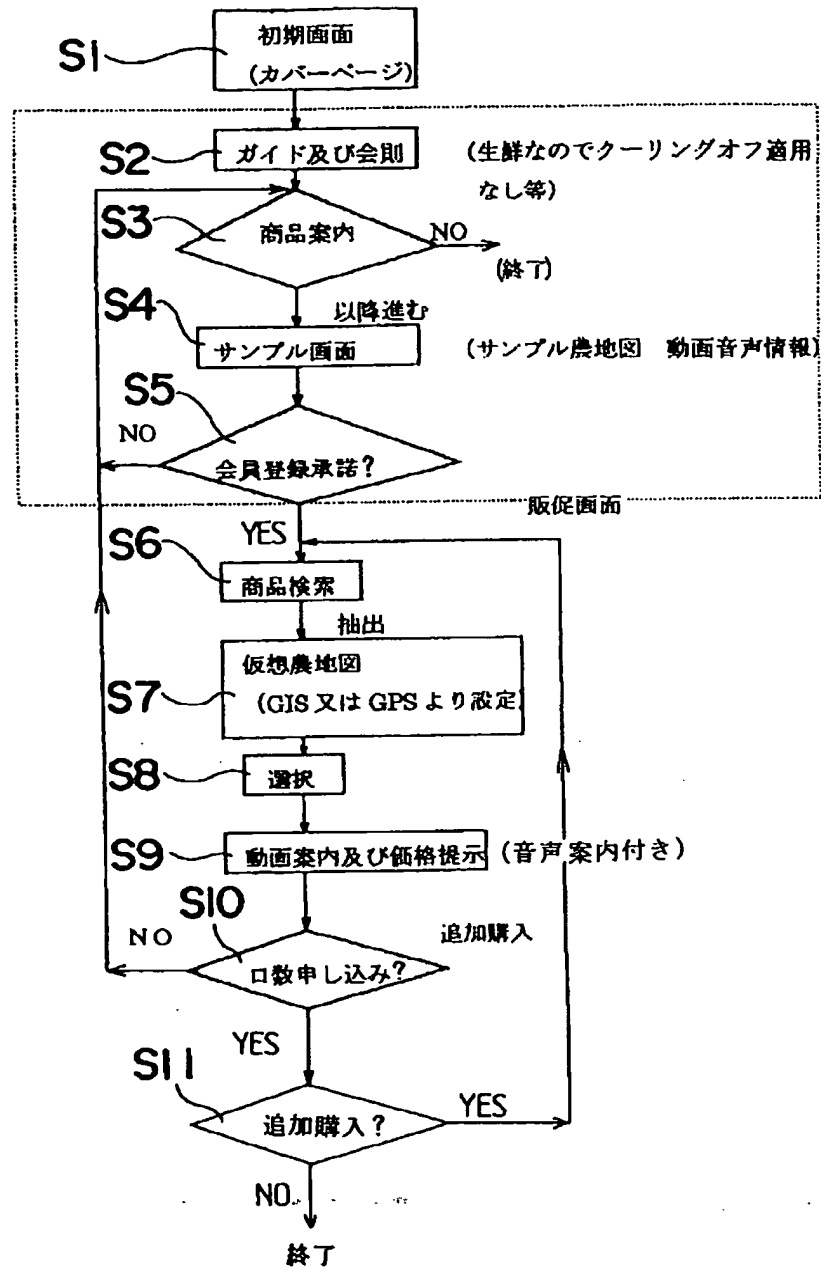 S1
初期画面
(カバーページ)
S2
ガイド及び会則
(生鮮なのでクーリングオフ適用
なし等)
S3
商品案内
NO
(終了)
以降進む
S4
サンプル画面
(サンプル農地図 動画音声情報)
S5
NO
会員登録承諾?
販促画面
YES
S6
商品検索
抽出
仮想農地図
S7
(GIS又はGPSより設定)
S8
選択
S9
動画案内及び価格提示
(音声案内付き)
S10
NO
追加購入
口数申し込み?
YES
S11
追加購入?
YES
NO
終了